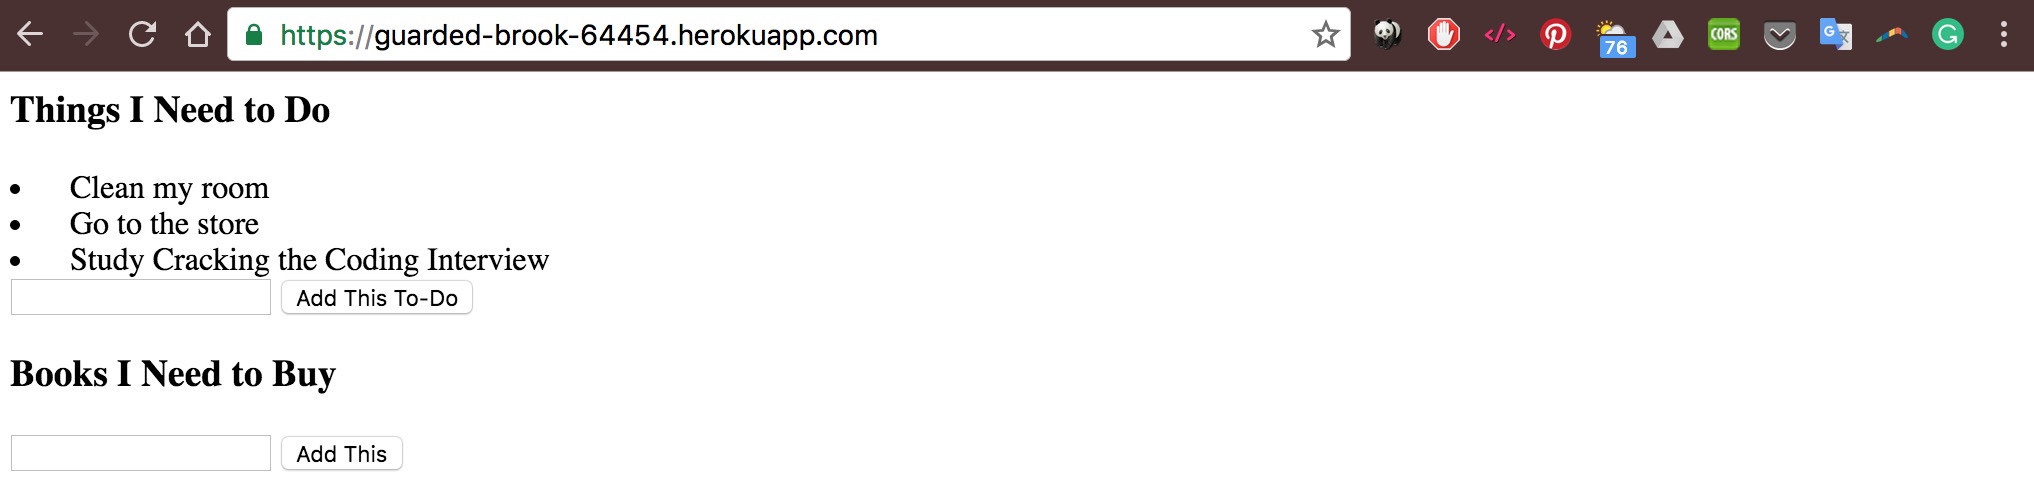 https://guarded-brook-64454.herokuapp.com
</>
76
CORS
G
G
Things I Need to Do
Clean my room
Go to the store
Study Cracking the Coding Interview
Add This To-Do
Books I Need to Buy
Add This